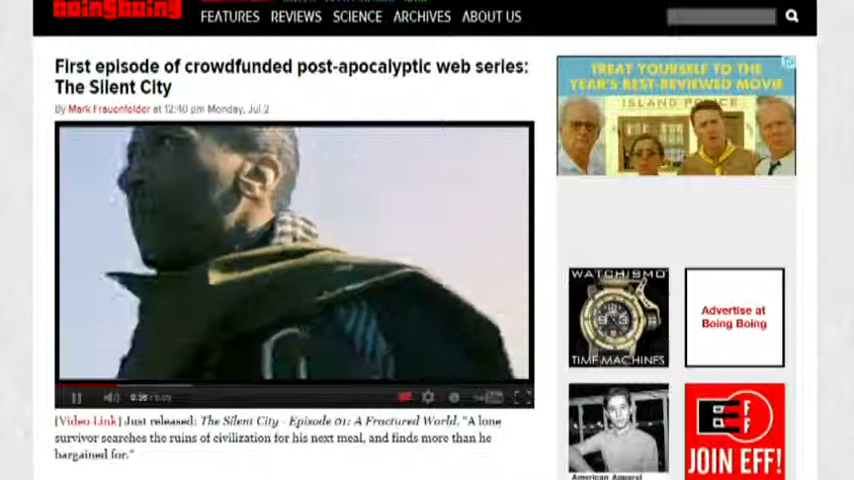 boingboing
FEATURES REVIEWS SCIENCE ARCHIVES ABOUT US
First episode of crowdfunded post-apocalyptic web series:
The Silent City
By Mark Frauenfelder at 12:40 pm Monday, Jul 2
TREAT YOURSELF TO THE
YEAR'S BEST-REVIEWED MOVIE
ISLAND POLICE
WATCHISMO
TIME MACHINES
Advertise at
Boing Boing
[Video Link] Just released: The Silent City - Episode 01: A Fractured World. "A lone
survivor searches the ruins of civilization for his next meal, and finds more than he
bargained for."
American Apparel
EFF
JOIN EFF!